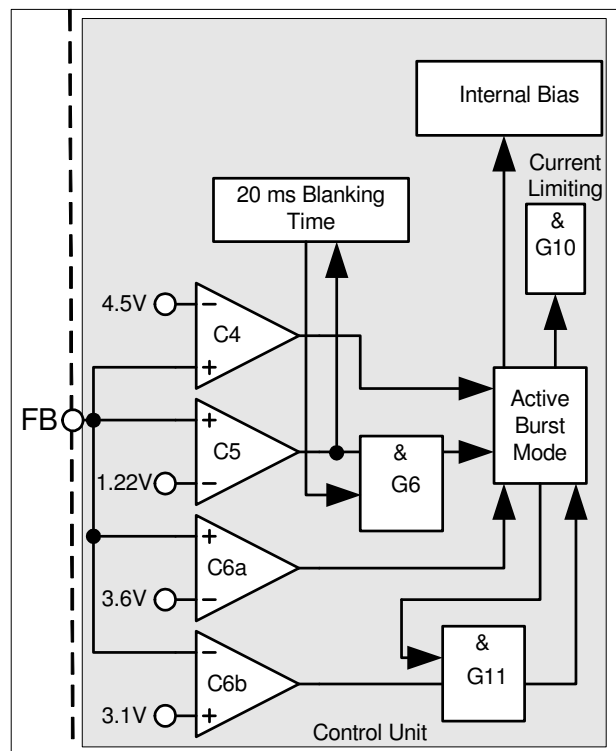 Internal Bias
Current
Limiting
20 ms Blanking
Time
&
G10
4.5V
−
C4
+
FB
+
C5
1.22V
−
&
G6
Active
Burst
Mode
+
C6a
3.6V
−
−
C6b
3.1V
+
&
G11
Control Unit